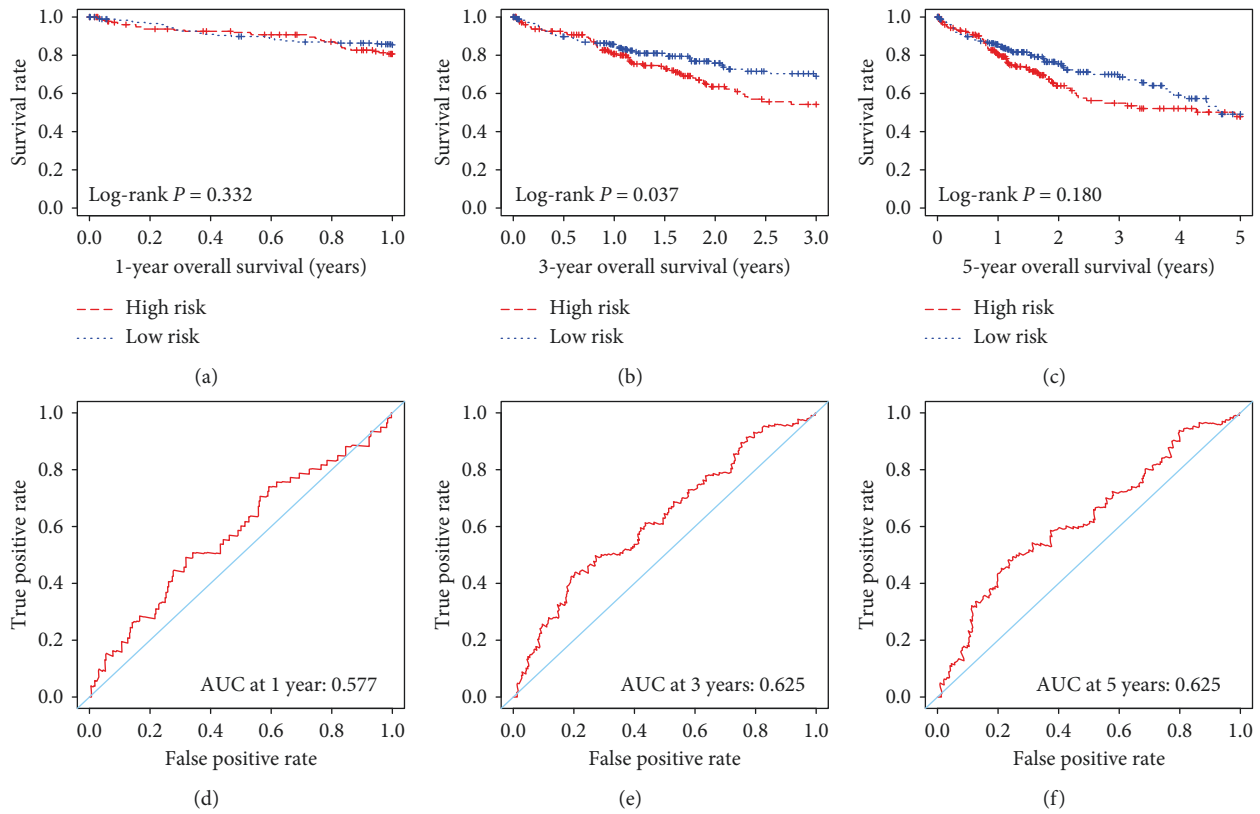 Survival rate
1.0
0.8
0.6
0.4
0.2
0.0
Log-rank P = 0.332
0.0 0.2 0.4 0.6 0.8 1.0
1-year overall survival (years)
High risk
Low risk
(a)
Survival rate
1.0
0.8
0.6
0.4
0.2
0.0
Log-rank P = 0.037
0.0 0.5 1.0 1.5 2.0 2.5 3.0
3-year overall survival (years)
High risk
Low risk
(b)
Survival rate
1.0
0.8
0.6
0.4
0.2
0.0
Log-rank P = 0.180
0 1 2 3 4 5
5-year overall survival (years)
High risk
Low risk
(c)
True positive rate
1.0
0.8
0.6
0.4
0.2
0.0
AUC at 1 year: 0.577
0.0 0.2 0.4 0.6 0.8 1.0
False positive rate
(d)
True positive rate
1.0
0.8
0.6
0.4
0.2
0.0
AUC at 3 years: 0.625
0.0 0.2 0.4 0.6 0.8 1.0
False positive rate
(e)
True positive rate
1.0
0.8
0.6
0.4
0.2
0.0
AUC at 5 years: 0.625
0.0 0.2 0.4 0.6 0.8 1.0
False positive rate
(f)